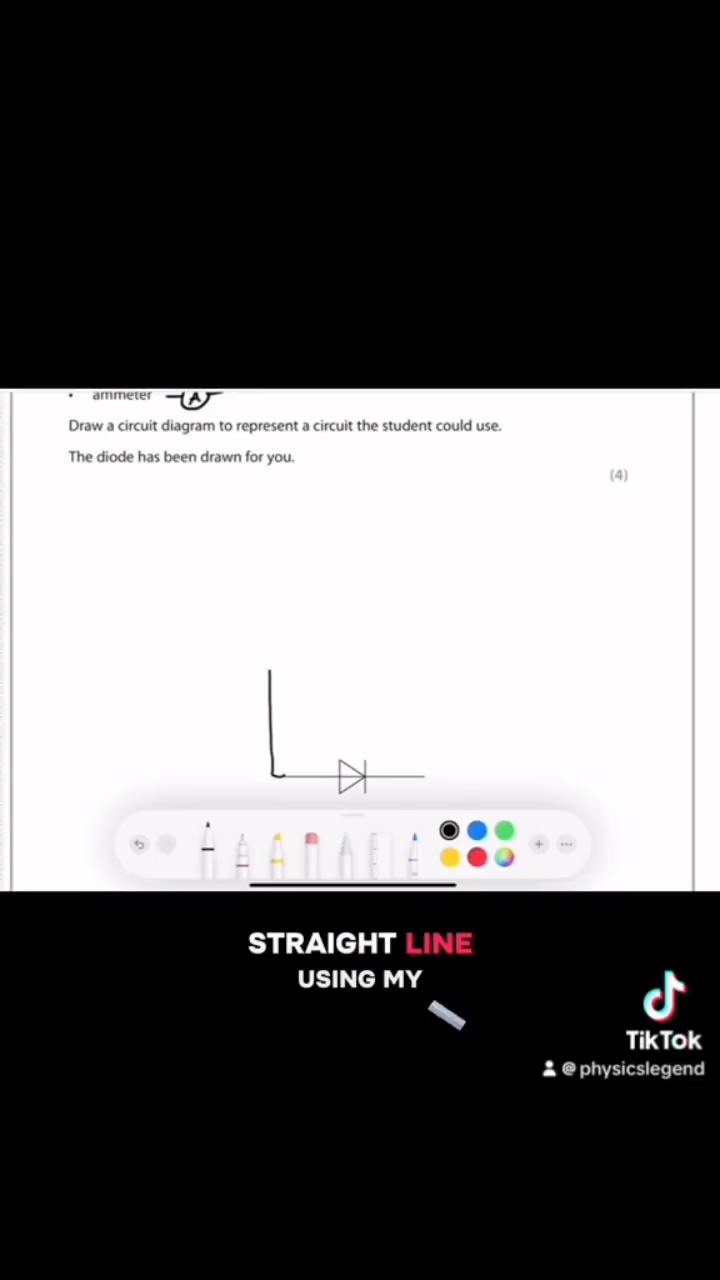 • ammeter A
Draw a circuit diagram to represent a circuit the student could use.
The diode has been drawn for you.
(4)
STRAIGHT LINE
USING MY
TikTok
@physicslegend